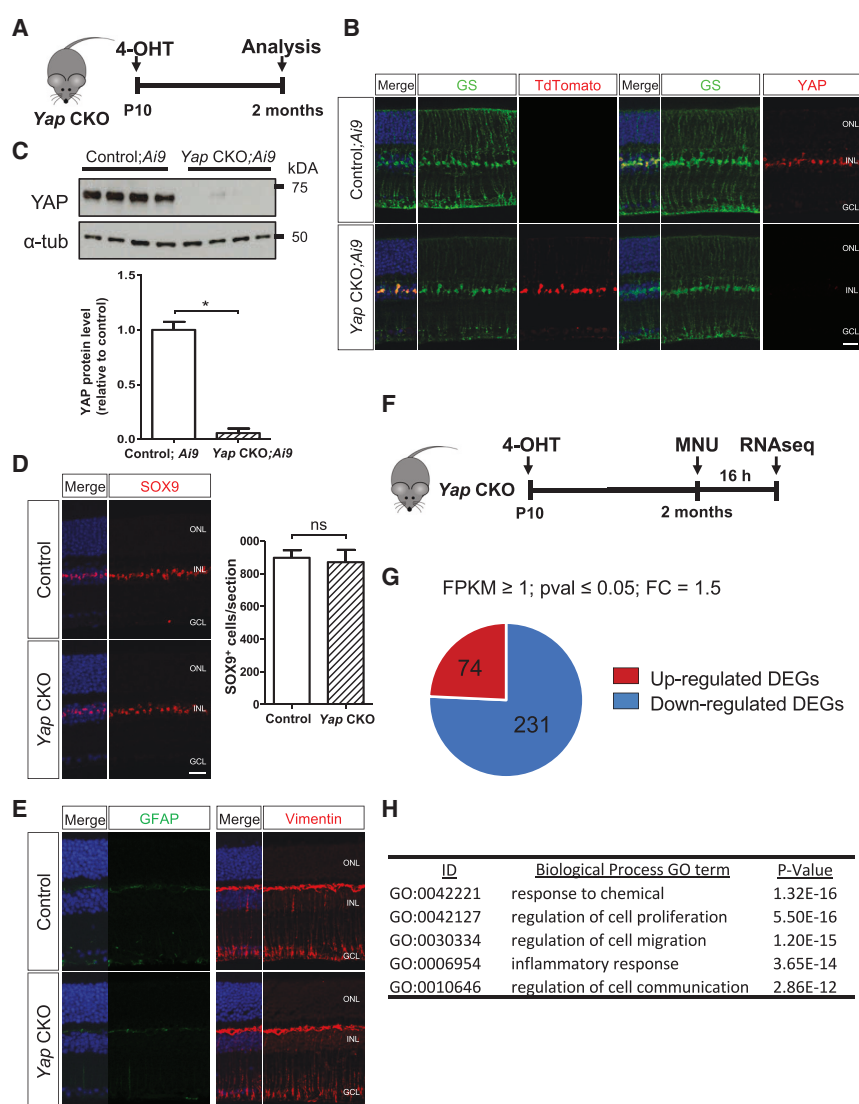 A
4-OHT
Analysis
Yap CKO
P10
2 months
B
Merge
GS
TdTomato
Merge
GS
YAP
Control;Ai9
ONL
INL
GCL
Yap CKO;Ai9
ONL
INL
GCL
C
Control;Ai9
Yap CKO;Ai9
kDA
YAP
75
α-tub
50
YAP protein level
(relative to control)
1.5
1.0
0.5
0.0
*
Control; Ai9
Yap CKO;Ai9
D
Merge
SOX9
Control
ONL
INL
GCL
Yap CKO
ONL
INL
GCL
SOX9+ cells/section
000
800
600
400
200
000
ns
Control
Yap CKO
E
Merge
GFAP
Merge
Vimentin
Control
ONL
INL
GCL
Yap CKO
ONL
INL
GCL
F
4-OHT
MNU
RNAseq
16 h
Yap CKO
P10
2 months
G
FPKM ≥ 1; pval ≤ 0.05; FC = 1.5
74
231
Up-regulated DEGs
Down-regulated DEGs
H
ID Biological Process GO term P-Value
GO:0042221 response to chemical 1.32E-16
GO:0042127 regulation of cell proliferation 5.50E-16
GO:0030334 regulation of cell migration 1.20E-15
GO:0006954 inflammatory response 3.65E-14
GO:0010646 regulation of cell communication 2.86E-12